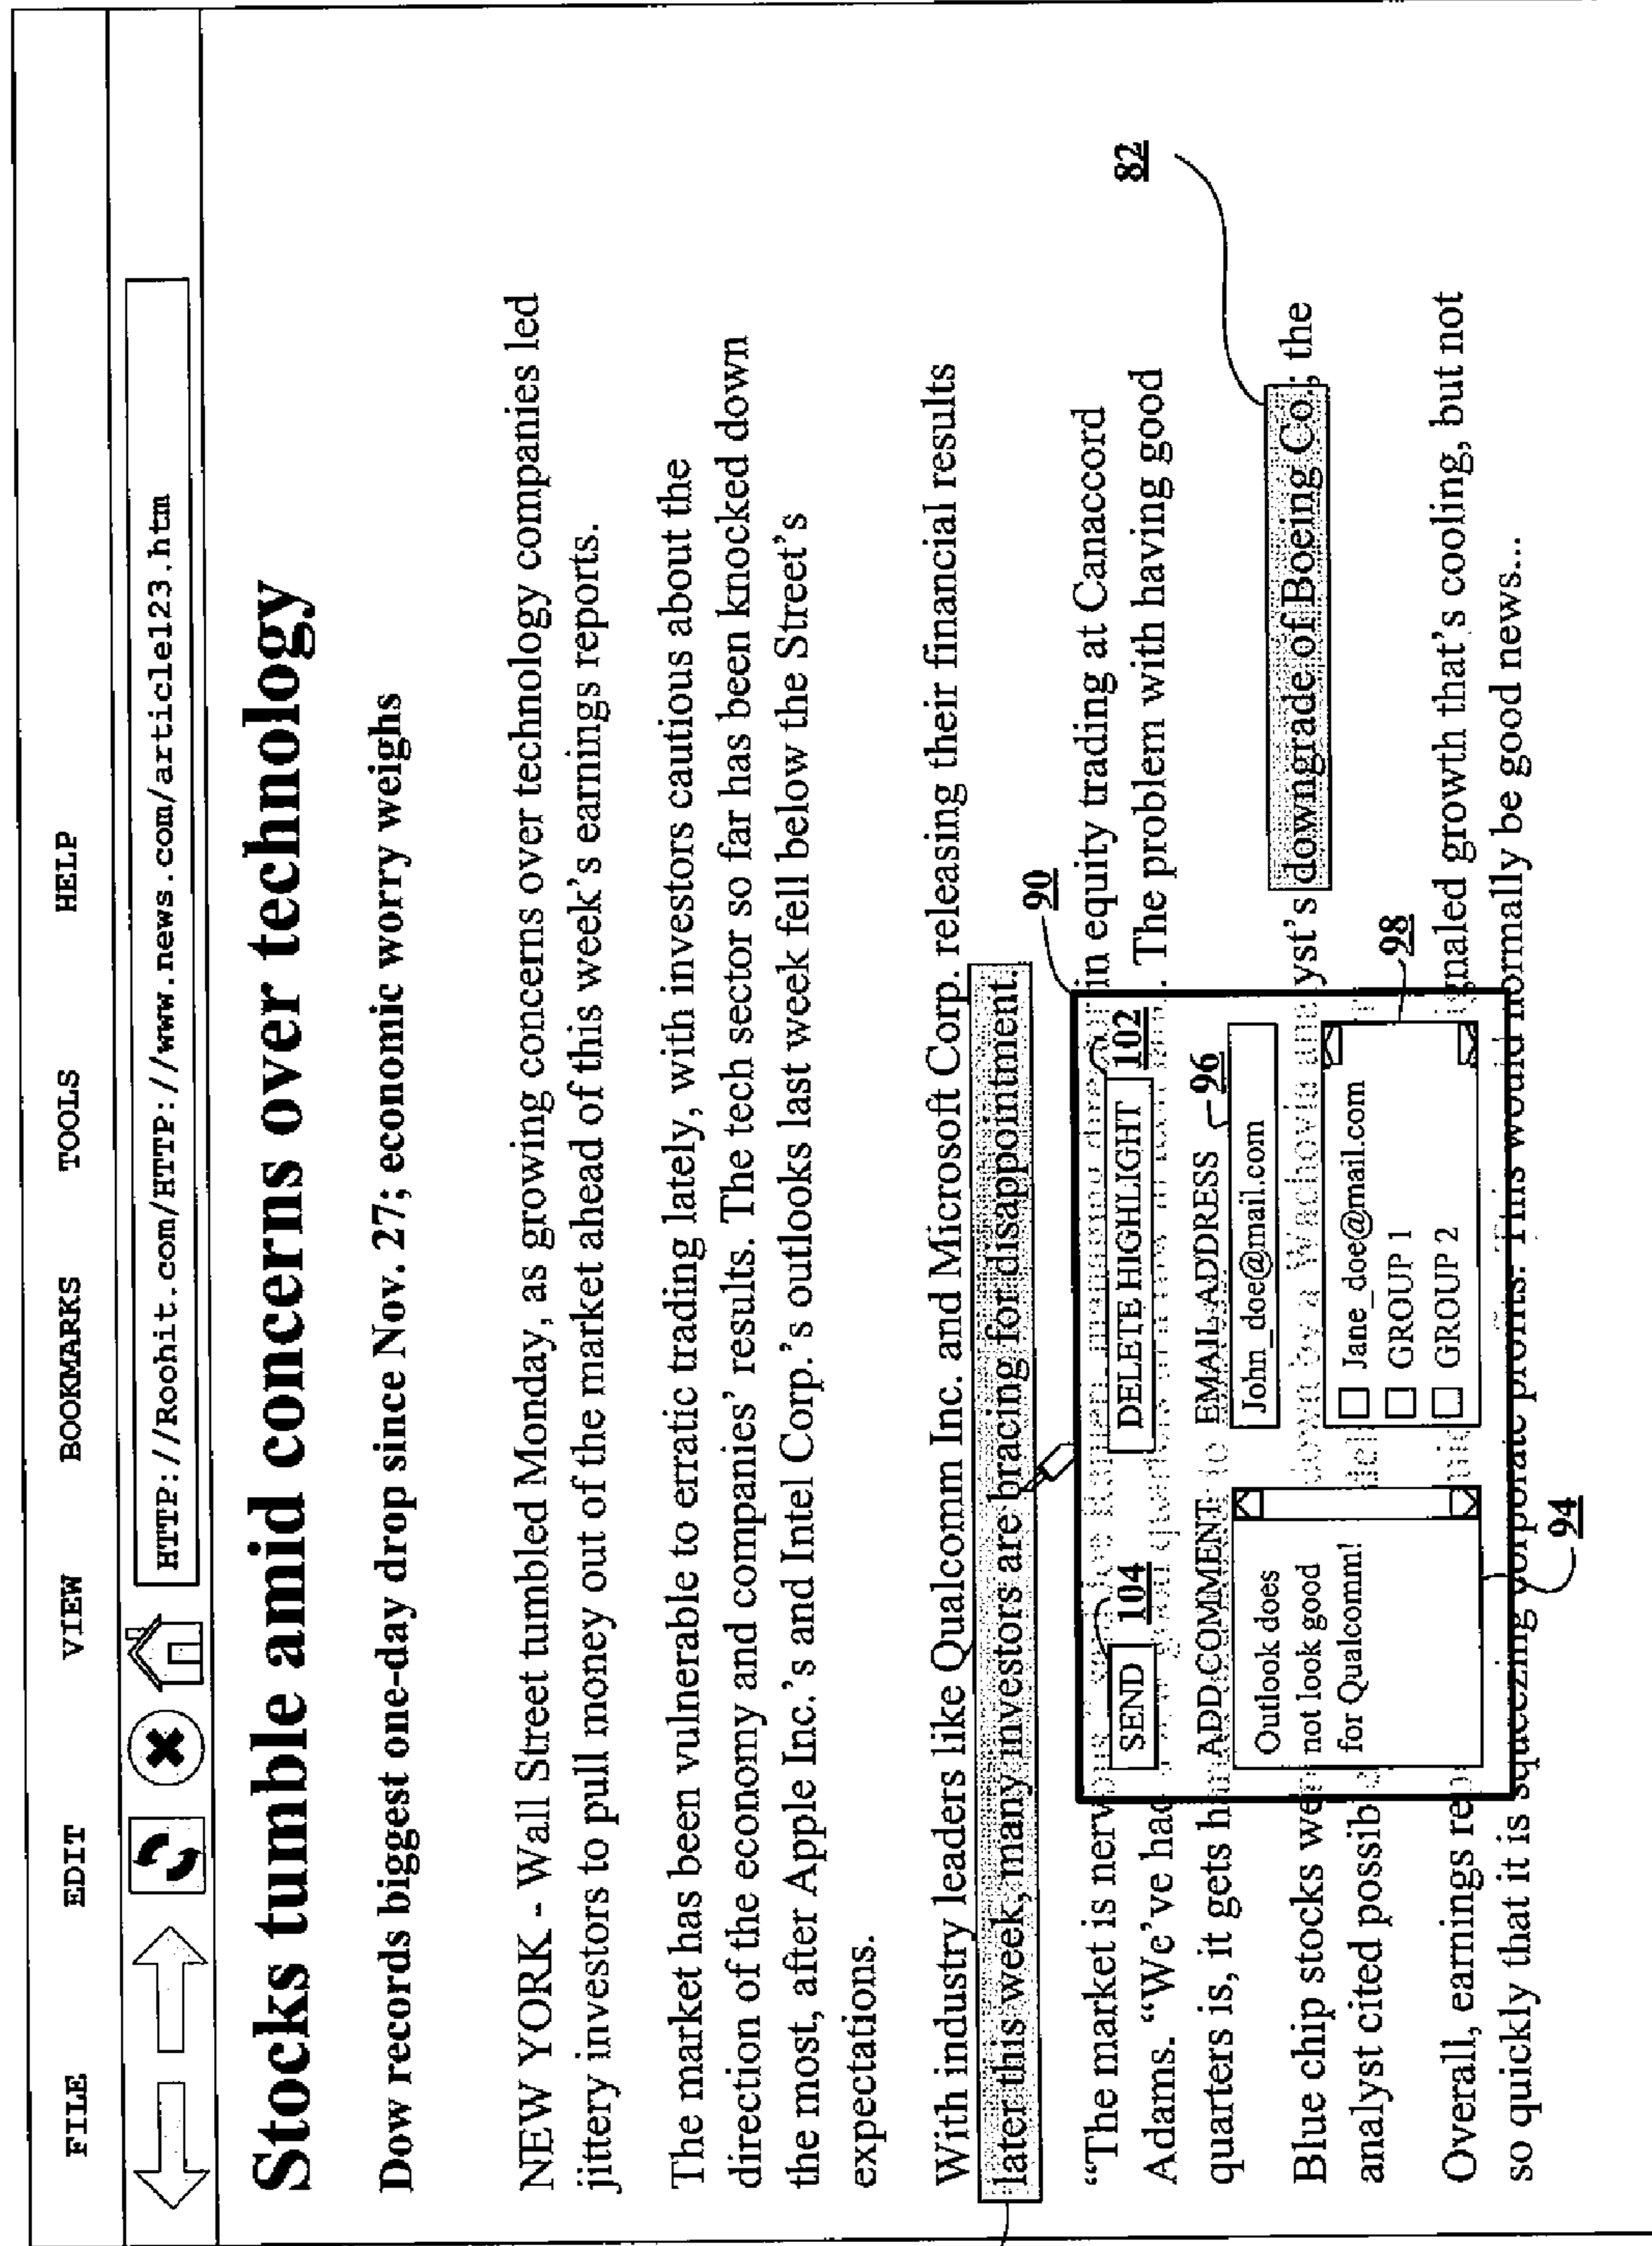 FILE EDIT VIEW BOOKMARKS TOOLS HELP
HTTP://Roohit.com/HTTP://www.news.com/article123.htm
Stocks tumble amid concerns over technology
Dow records biggest one-day drop since Nov. 27; economic worry weighs
NEW YORK - Wall Street tumbled Monday, as growing concerns over technology companies led
jittery investors to pull money out of the market ahead of this week's earnings reports.
The market has been vulnerable to erratic trading lately, with investors cautious about the
direction of the economy and companies' results. The tech sector so far has been knocked down
the most, after Apple Inc.'s and Intel Corp.'s outlooks last week fell below the Street's
expectations.
With industry leaders like Qualcomm Inc. and Microsoft Corp. releasing their financial results
later this week, many investors are bracing for disappointment.
90
82
"The market is nerv in equity trading at Canaccord
SEND 104 DELETE HIGHLIGHT 102
Adams. "We've had . The problem with having good
quarters is, it gets h
ADD COMMENT to EMAIL ADDRESS 96
John_doe@mail.com
Outlook does
not look good
for Qualcomm!
Blue chip stocks we down by a Wachovia yst's downgrade of Boeing Co.; the
analyst cited possib
Jane_doe@mail.com
GROUP 1
GROUP 2
98
Overall, earnings re gnaled growth that's cooling, but not
so quickly that it is squeezing corporate profits. This would normally be good news...
94